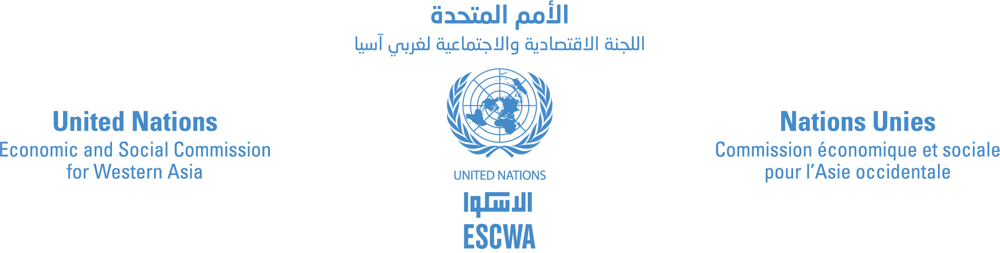 الأمم المتحدة
اللجنة الاقتصادية والاجتماعية لغربي آسيا
United Nations
Economic and Social Commission
for Western Asia
UNITED NATIONS
الاسكوا
ESCWA
Nations Unies
Commission économique et sociale
pour l’Asie occidentale